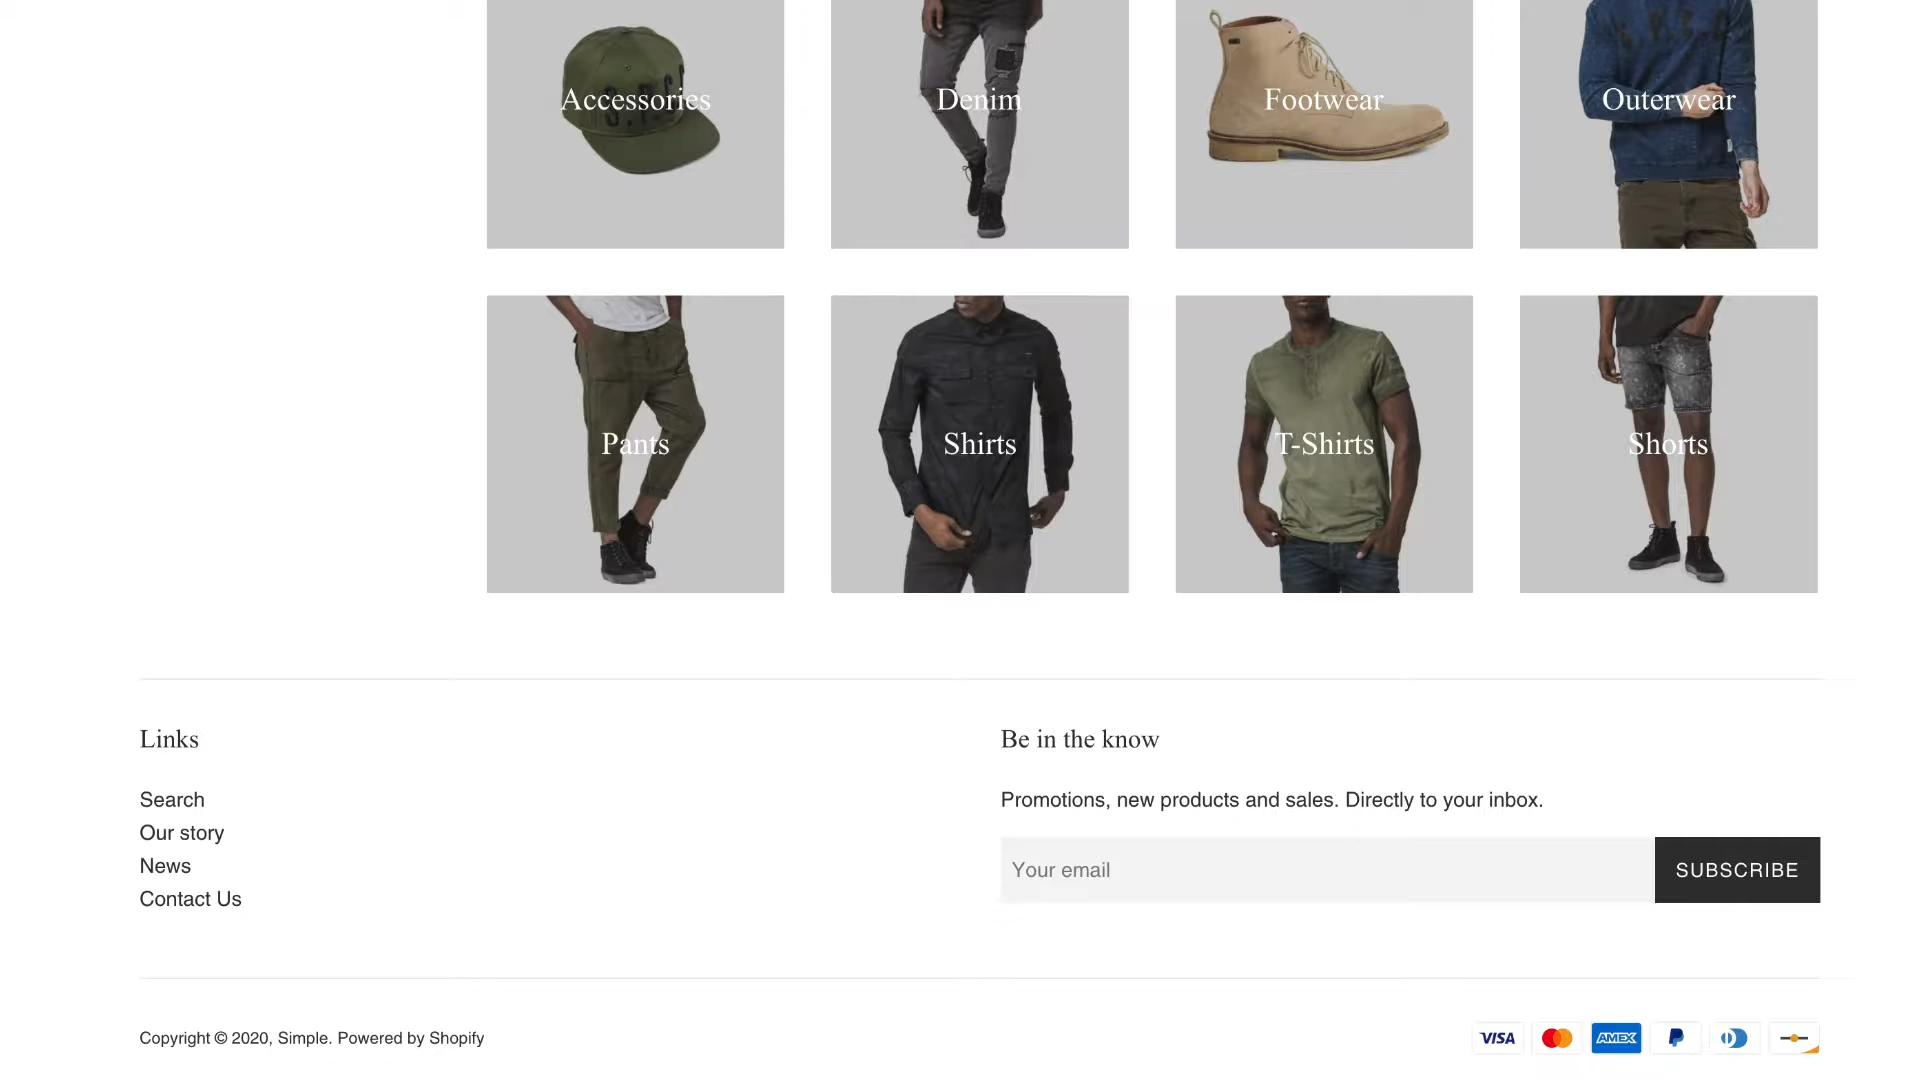 Accessories
Denim
Footwear
Outerwear
Pants
Shirts
T-Shirts
Shorts
Links
Search
Our story
News
Contact Us
Be in the know
Promotions, new products and sales. Directly to your inbox.
Your email
SUBSCRIBE
Copyright © 2020, Simple. Powered by Shopify
VISA
AMEX